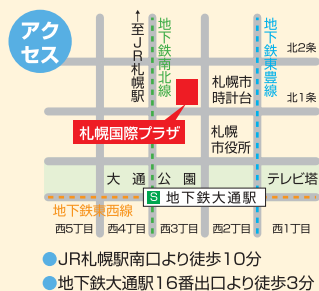 アク
セス
↑至JR札幌駅
地下鉄南北線
地下鉄東豊線
北2条
札幌市
時計台
北1条
札幌国際プラザ
札幌
市役所
大通公園
テレビ塔
S 地下鉄大通駅
地下鉄東西線
西5丁目
西4丁目
西3丁目
西2丁目
西1丁目
●JR札幌駅南口より徒歩10分
●地下鉄大通駅16番出口より徒歩3分